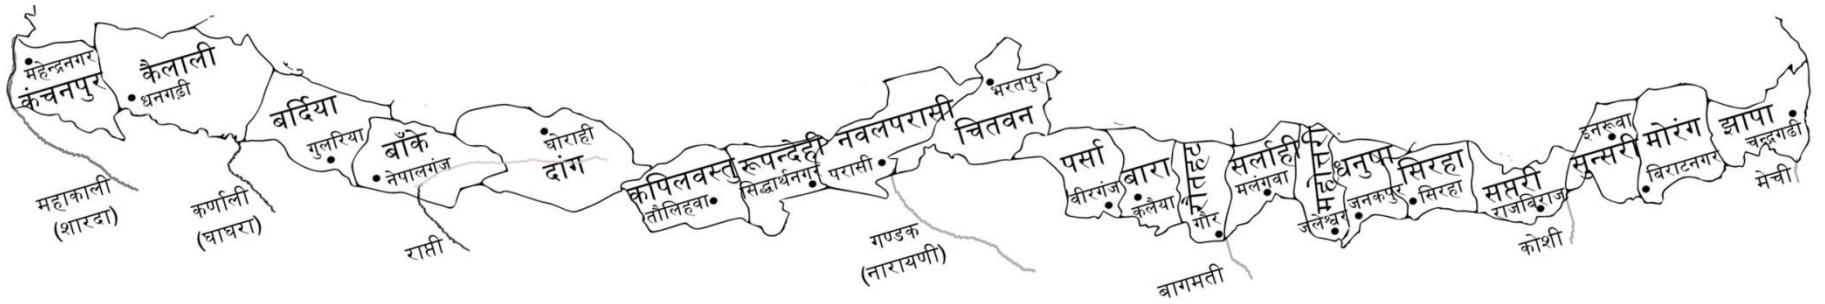 महेन्द्रनगर
कंचनपुर
कैलाली
धनगढी
बर्दिया
गुलरिया
बाँके
नेपालगंज
घोराही
दांग
कपिलवस्तु
तौलिहवा
रूपन्देही
सिद्धार्थनगर
नवलपरासी
परासी
भरतपुर
चितवन
पर्सा
वीरगंज
बारा
कलैया
रौतहट
गौर
सर्लाही
मलंगवा
महोत्तरी
जलेश्वर
धनुषा
जनकपुर
सिरहा
सिरहा
सप्तरी
राजबिराज
इनरूवा
सुन्सरी
मोरंग
बिराटनगर
झापा
चन्द्रगढी
महाकाली
(शारदा)
कर्णाली
(घाघरा)
राप्ती
गण्डक
(नारायणी)
बागमती
कोशी
मेची